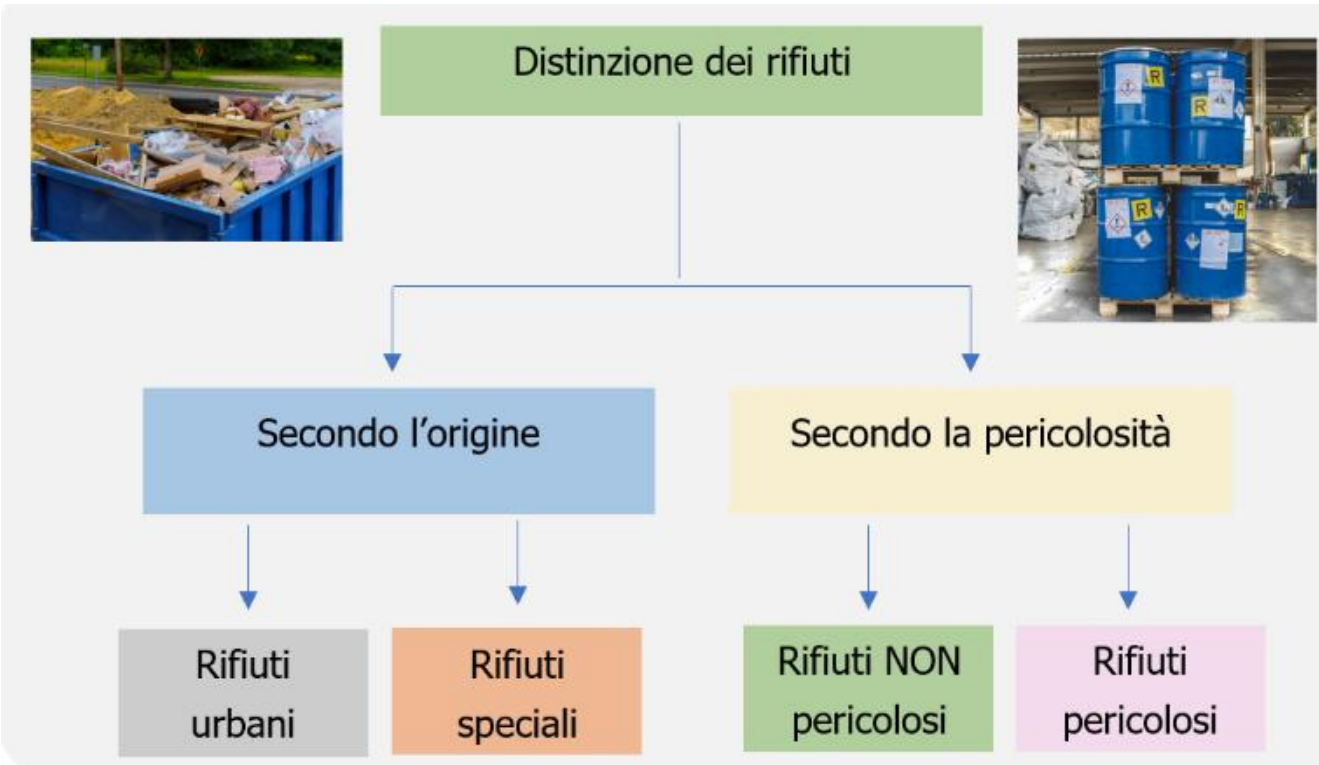 Distinzione dei rifiuti
R
R
R
R
Secondo l’origine
Secondo la pericolosità
Rifiuti
urbani
Rifiuti
speciali
Rifiuti NON
pericolosi
Rifiuti
pericolosi